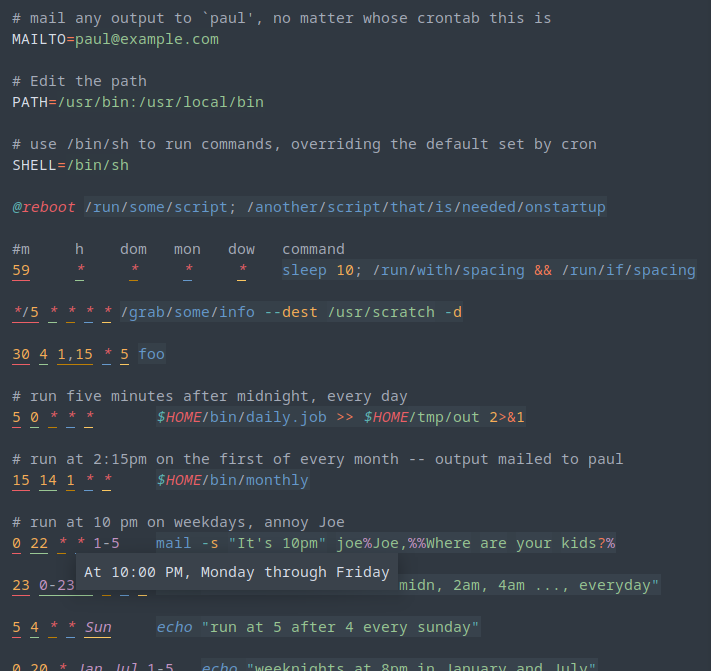 # mail any output to `paul', no matter whose crontab this is
MAILTO=paul@example.com
# Edit the path
PATH=/usr/bin:/usr/local/bin
# use /bin/sh to run commands, overriding the default set by cron
SHELL=/bin/sh
@reboot /run/some/script; /another/script/that/is/needed/onstartup
#m     h    dom   mon   dow   command
59     *     *     *     *    sleep 10; /run/with/spacing && /run/if/spacing
*/5 * * * * /grab/some/info --dest /usr/scratch -d
30 4 1,15 * 5 foo
# run five minutes after midnight, every day
5 0 * * *       $HOME/bin/daily.job >> $HOME/tmp/out 2>&1
# run at 2:15pm on the first of every month -- output mailed to paul
15 14 1 * *     $HOME/bin/monthly
# run at 10 pm on weekdays, annoy Joe
0 22 * * 1-5    mail -s "It's 10pm" joe%Joe,%%Where are your kids?%
At 10:00 PM, Monday through Friday
23 0-23 midn, 2am, 4am ..., everyday"
5 4 * * Sun     echo "run at 5 after 4 every sunday"
0 20 * Jan,Jul 1-5   echo "weeknights at 8pm in January and July"